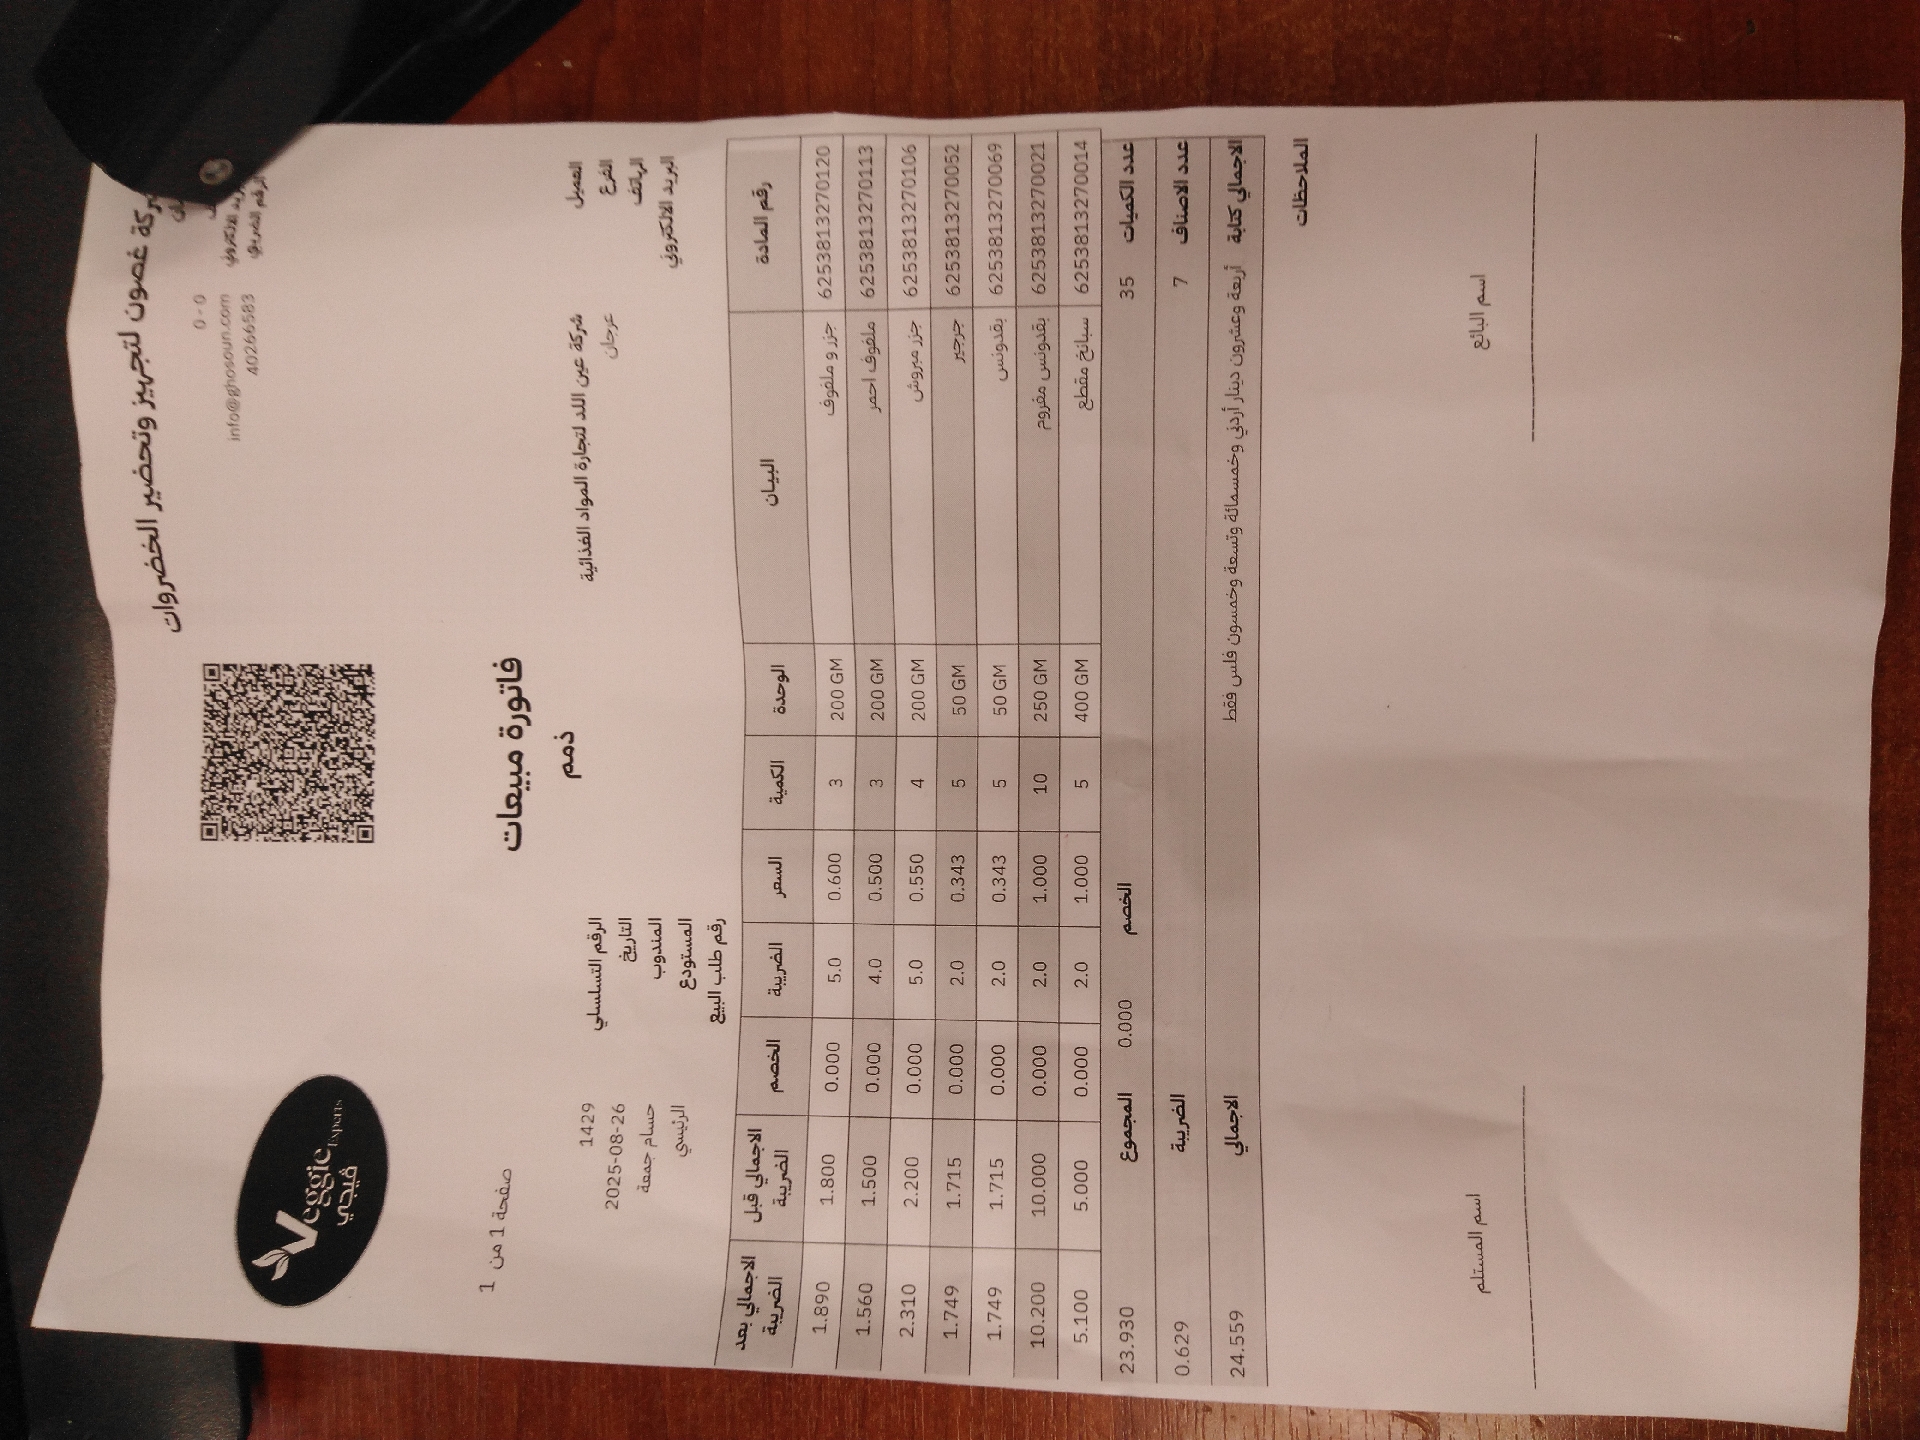 غصون لتجهيز وتحضير الخضروات
0 - 0
info@ghosoun.com
40266583
Veggie Experts
فيجي
صفحة 1 من 1
فاتورة مبيعات
ذمم
العميل شركة عين اللد لتجارة المواد الغذائية
الفرع عرجان
الهاتف
البريد الالكتروني
الرقم التسلسلي 1429
التاريخ 2025-08-26
المندوب حسام جمعة
المستودع الرئيسي
رقم طلب البيع
رقم المادة البيان الوحدة الكمية السعر الضريبة الخصم الاجمالي قبل الضريبة الاجمالي بعد الضريبة
6253813270120 جزر و ملفوف 200 GM 3 0.600 5.0 0.000 1.800 1.890
6253813270113 ملفوف احمر 200 GM 3 0.500 4.0 0.000 1.500 1.560
6253813270106 جزر مبروش 200 GM 4 0.550 5.0 0.000 2.200 2.310
6253813270052 جرجير 50 GM 5 0.343 2.0 0.000 1.715 1.749
6253813270069 بقدونس 50 GM 5 0.343 2.0 0.000 1.715 1.749
6253813270021 بقدونس مفروم 250 GM 10 1.000 2.0 0.000 10.000 10.200
6253813270014 سبانخ مقطع 400 GM 5 1.000 2.0 0.000 5.000 5.100
عدد الكميات 35 الخصم 0.000 المجموع 23.930
عدد الاصناف 7 الضريبة 0.629
الاجمالي كتابة أربعة وعشرون دينار أردني وخمسمائة وتسعة وخمسون فلس فقط الاجمالي 24.559
الملاحظات
اسم البائع اسم المستلم